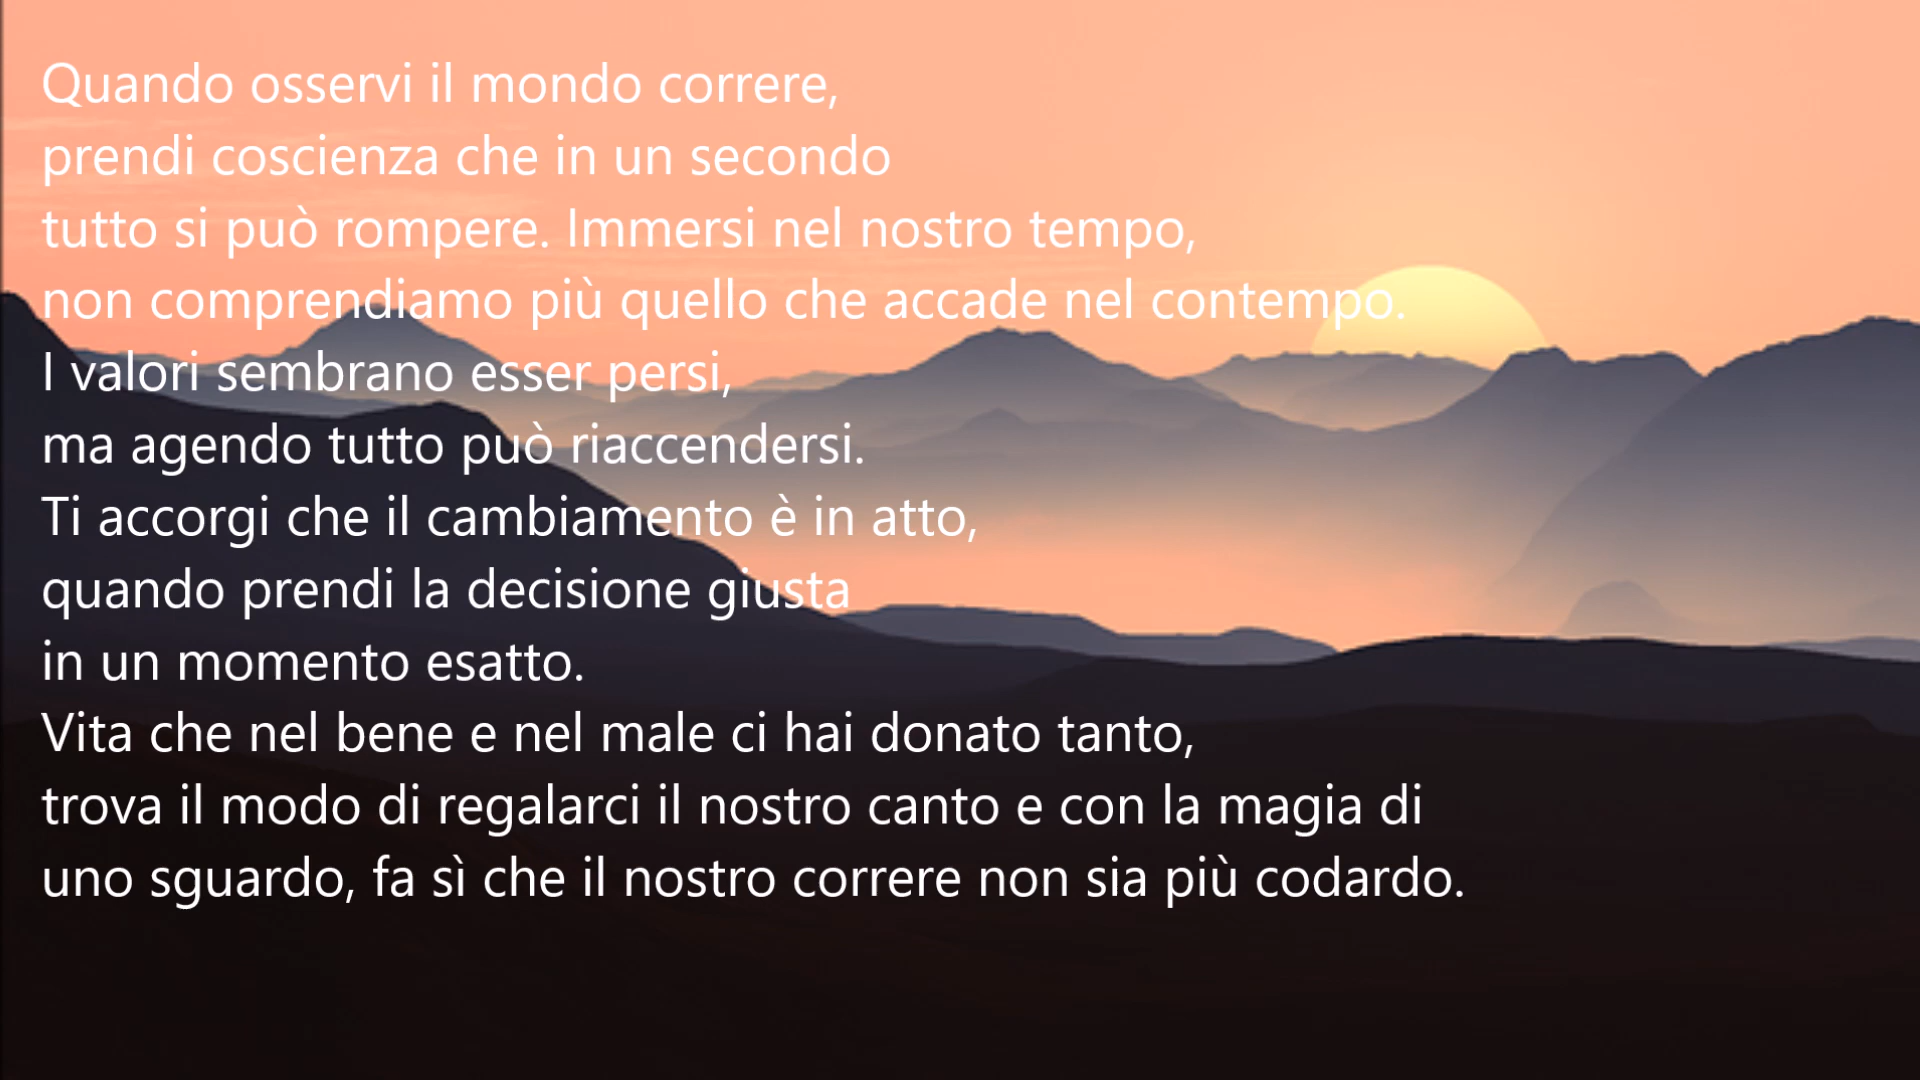 Quando osservi il mondo correre,
prendi coscienza che in un secondo
tutto si può rompere. Immersi nel nostro tempo,
non comprendiamo più quello che accade nel contempo.
I valori sembrano esser persi,
ma agendo tutto può riaccendersi.
Ti accorgi che il cambiamento è in atto,
quando prendi la decisione giusta
in un momento esatto.
Vita che nel bene e nel male ci hai donato tanto,
trova il modo di regalarci il nostro canto e con la magia di
uno sguardo, fa sì che il nostro correre non sia più codardo.